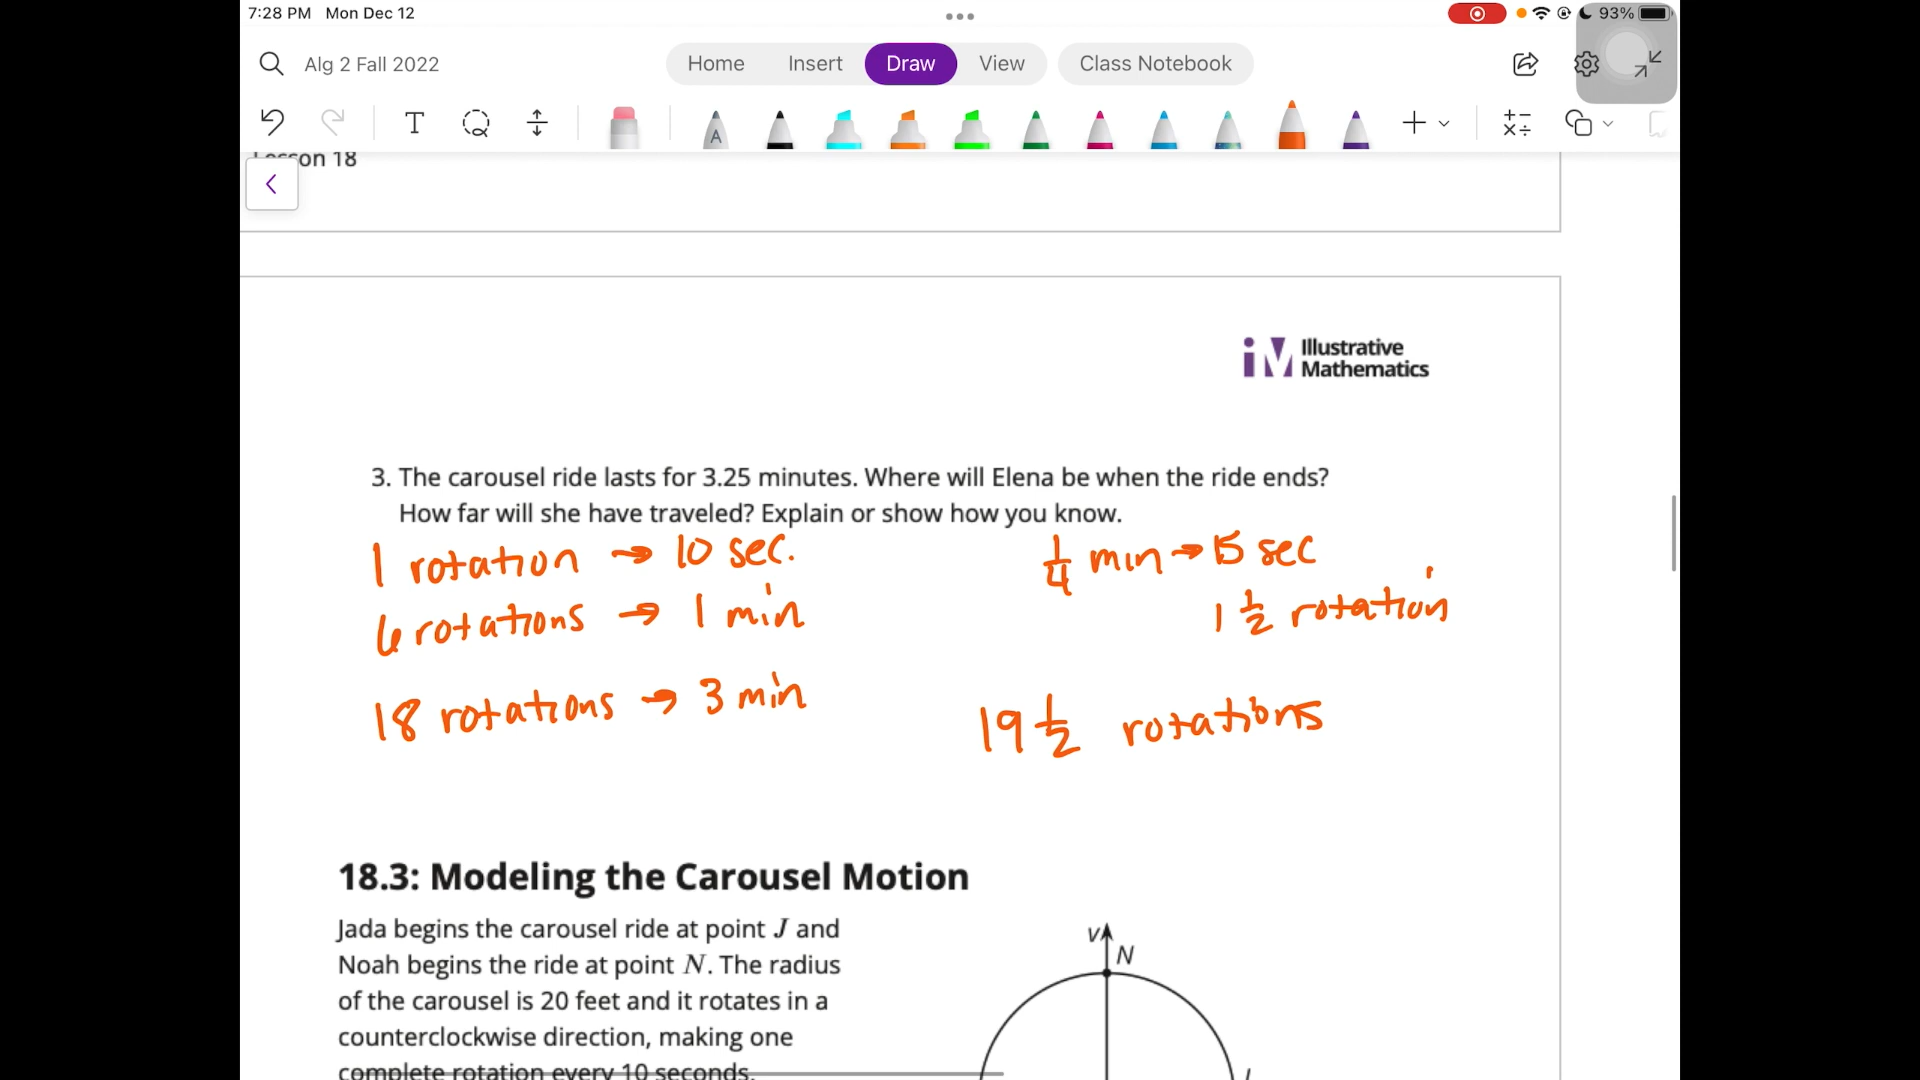 7:28 PM Mon Dec 12
93%
Alg 2 Fall 2022
Home Insert Draw View Class Notebook
Lesson 18
Illustrative
Mathematics
3. The carousel ride lasts for 3.25 minutes. Where will Elena be when the ride ends?
How far will she have traveled? Explain or show how you know.
1 rotation → 10 sec.
1/4 min → 15 sec
6 rotations → 1 min
1 1/2 rotation
18 rotations → 3 min
19 1/2 rotations
18.3: Modeling the Carousel Motion
Jada begins the carousel ride at point J and
Noah begins the ride at point N. The radius
of the carousel is 20 feet and it rotates in a
counterclockwise direction, making one
complete rotation every 10 seconds.
V
N